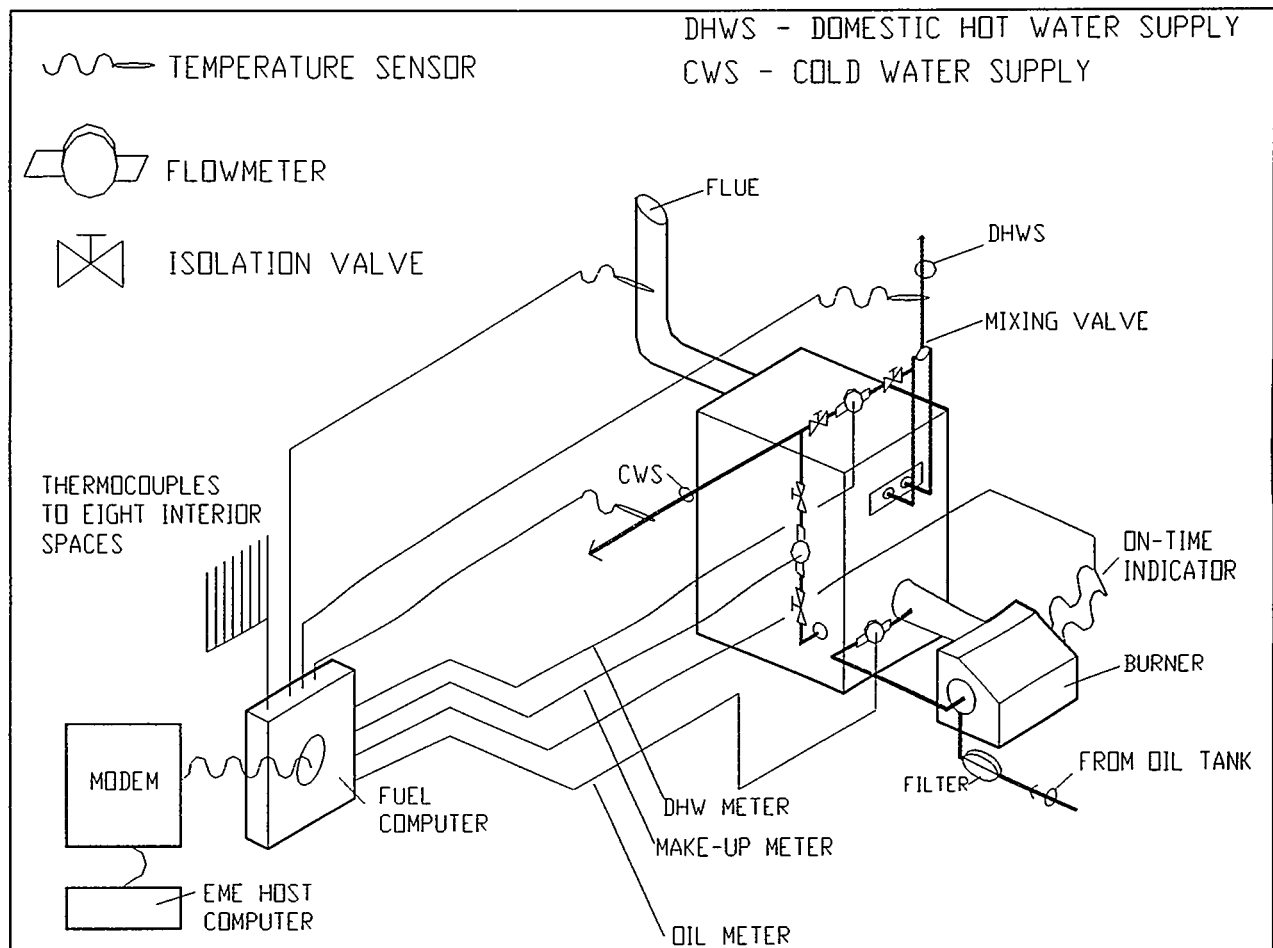 DHWS - DOMESTIC HOT WATER SUPPLY
CWS - COLD WATER SUPPLY
TEMPERATURE SENSOR
FLOWMETER
ISOLATION VALVE
FLUE
DHWS
MIXING VALVE
CWS
THERMOCOUPLES
TO EIGHT INTERIOR
SPACES
ON-TIME
INDICATOR
BURNER
FROM OIL TANK
FILTER
MODEM
FUEL
COMPUTER
DHW METER
MAKE-UP METER
EME HOST
COMPUTER
OIL METER